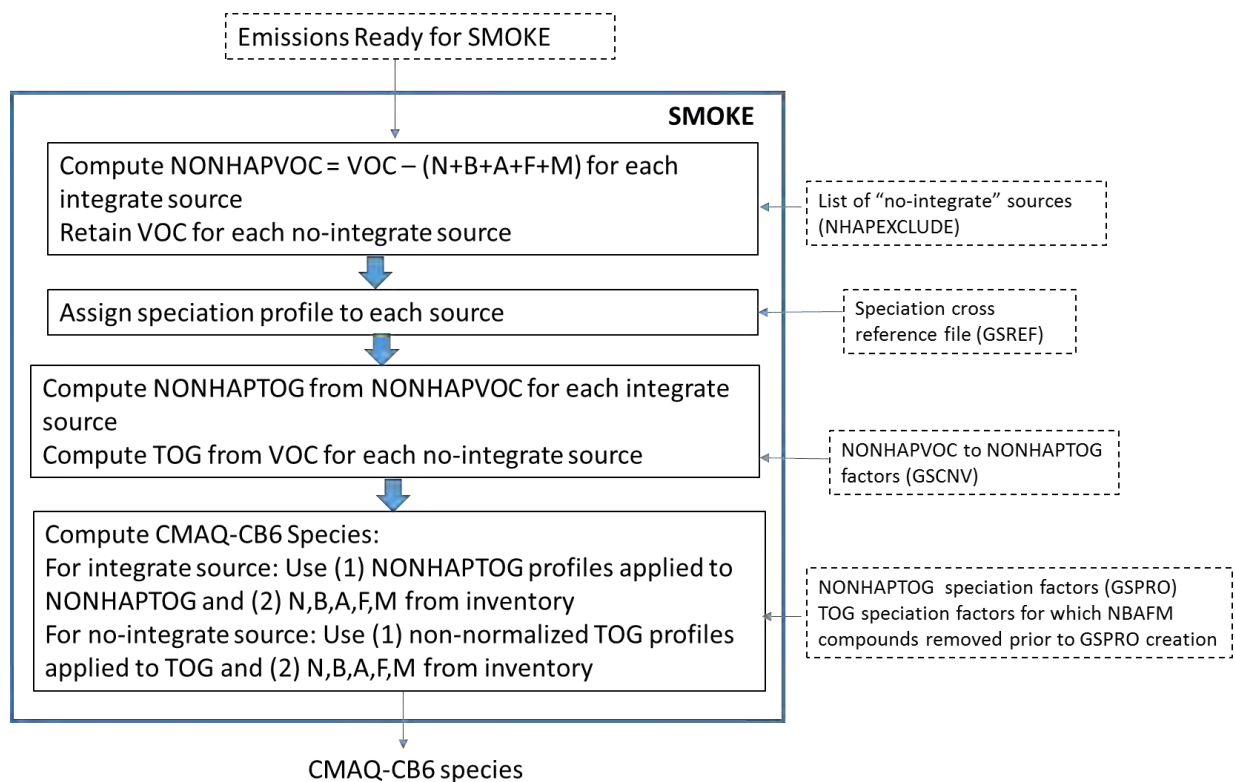 Emissions Ready for SMOKE
SMOKE
Compute NONHAPVOC = VOC – (N+B+A+F+M) for each
integrate source
Retain VOC for each no-integrate source
List of “no-integrate” sources
(NHAPEXCLUDE)
Assign speciation profile to each source
Speciation cross
reference file (GSREF)
Compute NONHAPTOG from NONHAPVOC for each integrate
source
Compute TOG from VOC for each no-integrate source
NONHAPVOC to NONHAPTOG
factors (GSCNV)
Compute CMAQ-CB6 Species:
For integrate source: Use (1) NONHAPTOG profiles applied to
NONHAPTOG and (2) N,B,A,F,M from inventory
For no-integrate source: Use (1) non-normalized TOG profiles
applied to TOG and (2) N,B,A,F,M from inventory
NONHAPTOG speciation factors (GSPRO)
TOG speciation factors for which NBAFM
compounds removed prior to GSPRO creation
CMAQ-CB6 species